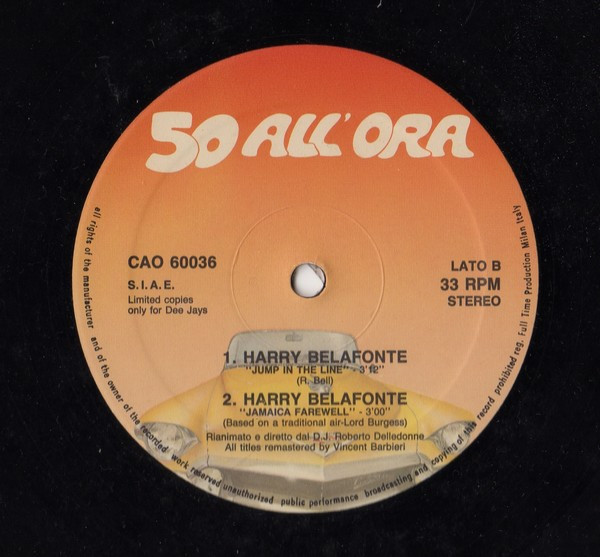 50 ALL' ORA
CAO 60036
S.I.A.E.
Limited copies
only for Dee Jays
LATO B
33 RPM
STEREO
1. HARRY BELAFONTE
"JUMP IN THE LINE" - 3'12"
(R. Bell)
2. HARRY BELAFONTE
"JAMAICA FAREWELL" - 3'00"
(Based on a traditional air-Lord Burgess)
Rianimato e diretto dal D.J. Roberto Delledonne
All titles remastered by Vincent Barbieri
all rights of the manufacturer and of the owner of the recorded work reserved unauthorized public performance broadcasting and copying of this record prohibited reg. Full Time Production Milan Italy